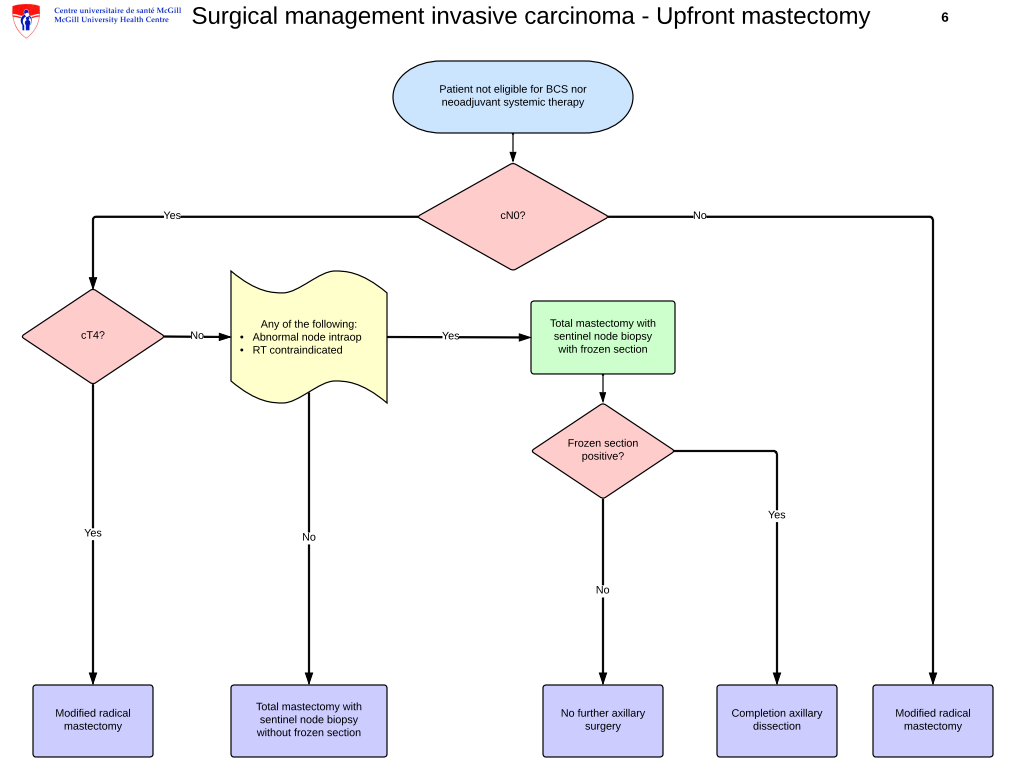 Centre universitaire de santé McGill
McGill University Health Centre
Surgical management invasive carcinoma - Upfront mastectomy
6
Patient not eligible for BCS nor
neoadjuvant systemic therapy
cN0?
Yes
No
cT4?
No
Any of the following:
• Abnormal node intraop
• RT contraindicated
Yes
Total mastectomy with
sentinel node biopsy
with frozen section
Frozen section
positive?
Yes
Yes
No
No
Modified radical
mastectomy
Total mastectomy with
sentinel node biopsy
without frozen section
No further axillary
surgery
Completion axillary
dissection
Modified radical
mastectomy